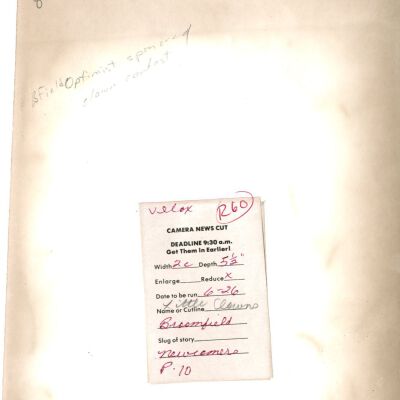 8
BField Optimist sponsored
clown contest
Velox R60
CAMERA NEWS CUT
DEADLINE 9:30 a.m.
Get Them in Earlier!
Width 2c Depth 5½"
Enlarge Reduce X
Date to be run 6-26
Little Clowns
Name or Cutline
Broomfield
Slug of story
Newcomers
P. 10